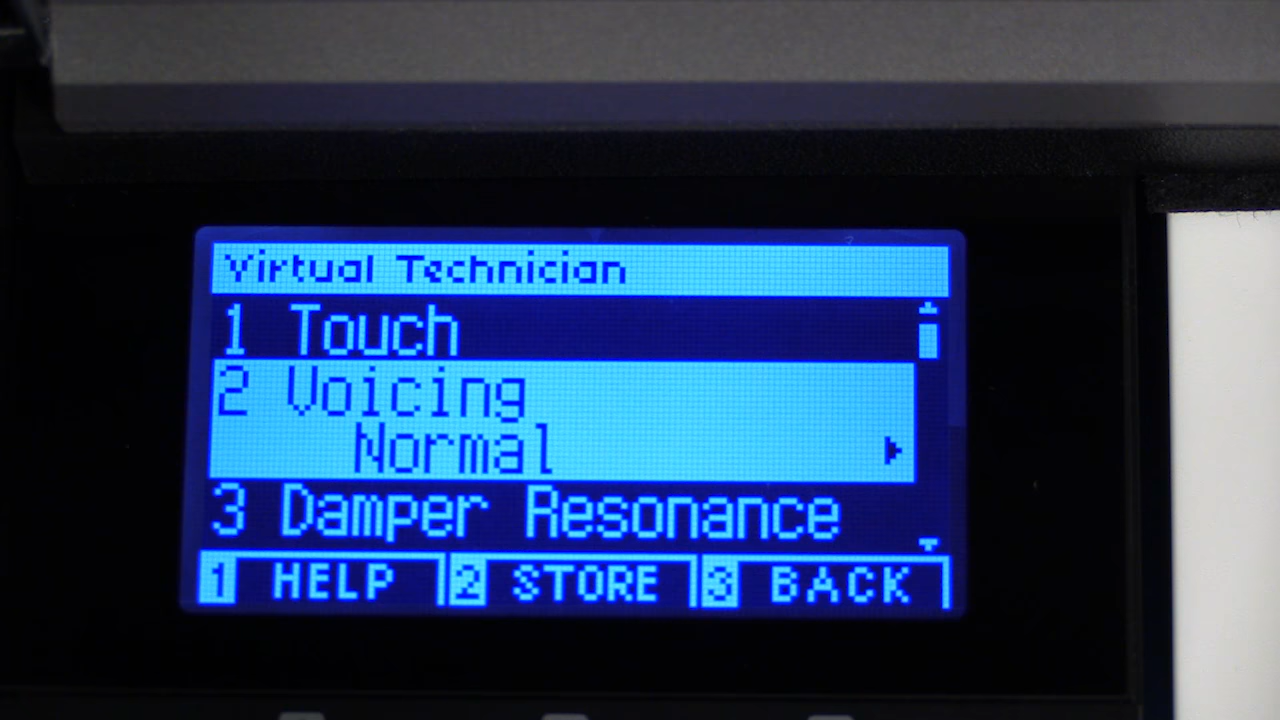 Virtual Technician
1 Touch
2 Voicing
Normal
3 Damper Resonance
1 HELP 2 STORE 3 BACK